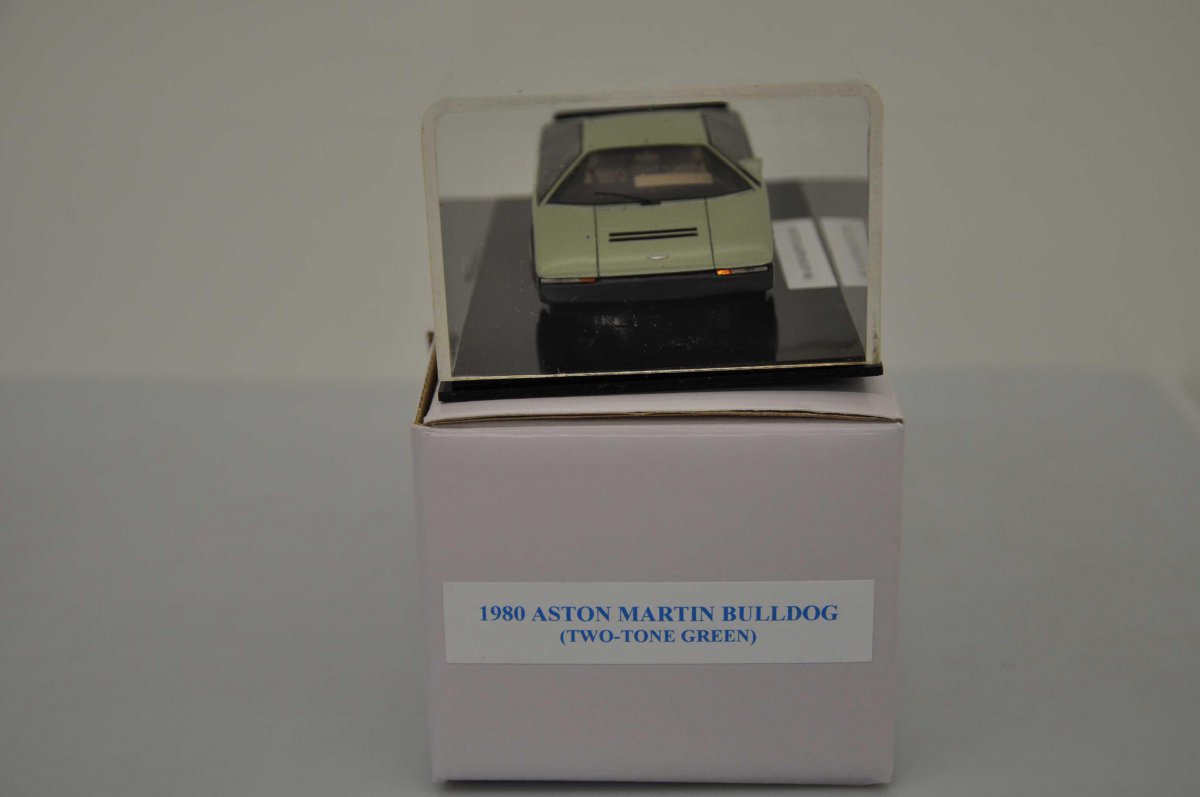 1980 ASTON MARTIN BULLDOG
(TWO-TONE GREEN)